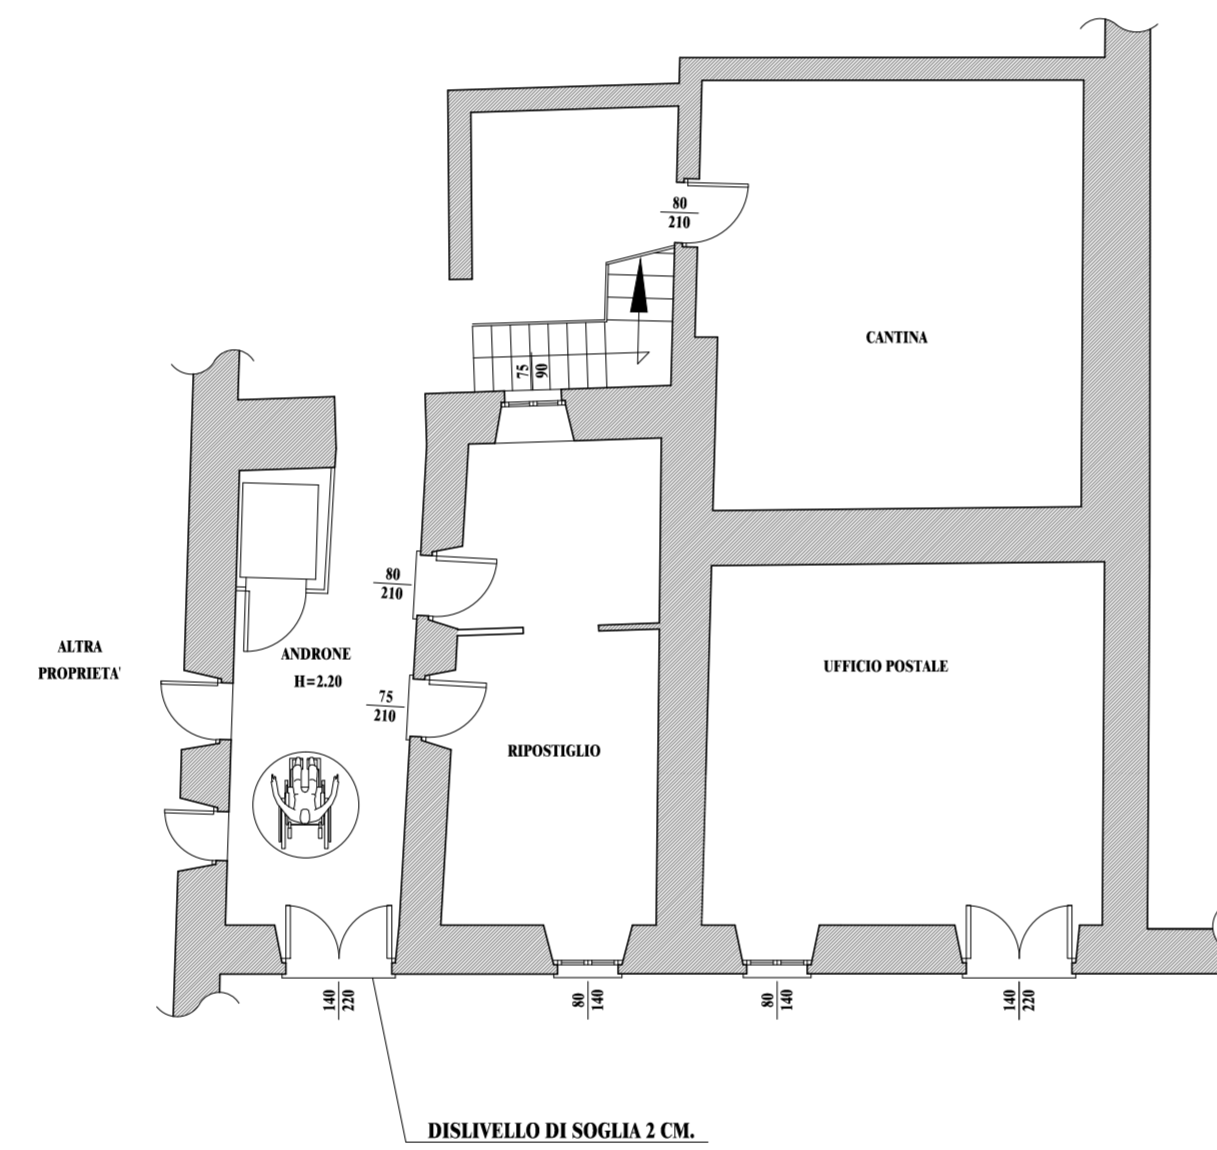 80
210
CANTINA
75
90
80
210
ALTRA
PROPRIETA'
ANDRONE
H=2.20
UFFICIO POSTALE
75
210
RIPOSTIGLIO
140
220
80
140
80
140
140
220
DISLIVELLO DI SOGLIA 2 CM.